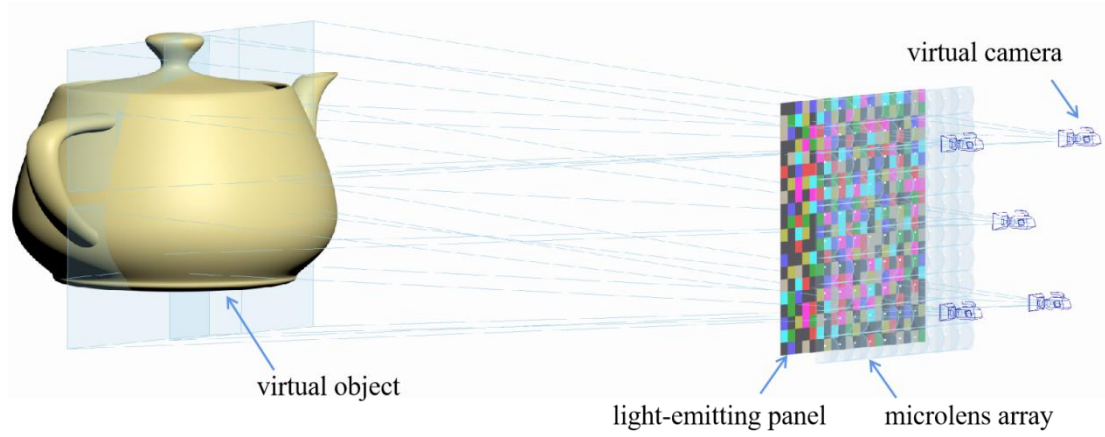 virtual camera
virtual object
light-emitting panel
microlens array